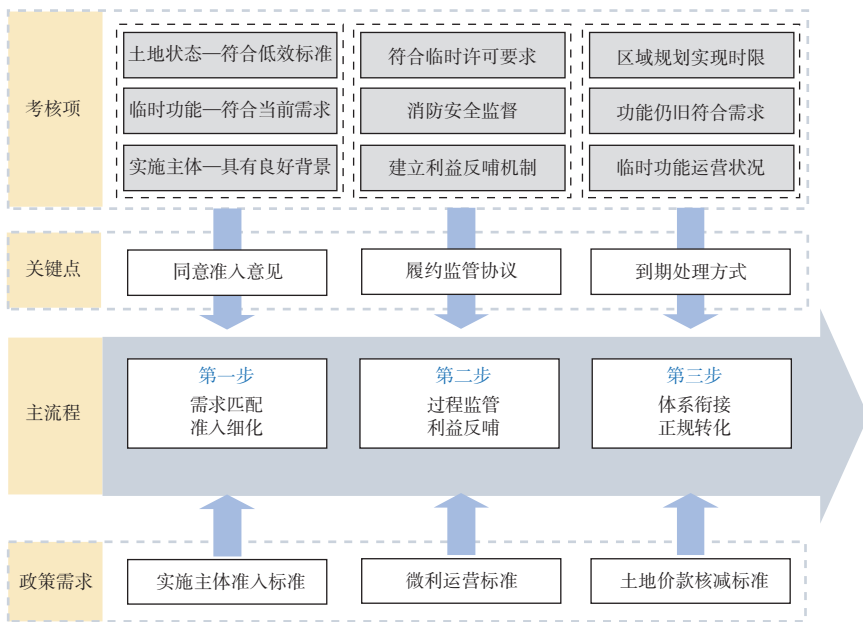 考核项
土地状态—符合低效标准
临时功能—符合当前需求
实施主体—具有良好背景
符合临时许可要求
消防安全监督
建立利益反哺机制
区域规划实现时限
功能仍旧符合需求
临时功能运营状况
关键点
同意准入意见
履约监管协议
到期处理方式
主流程
第一步
需求匹配
准入细化
第二步
过程监管
利益反哺
第三步
体系衔接
正规转化
政策需求
实施主体准入标准
微利运营标准
土地价款核减标准